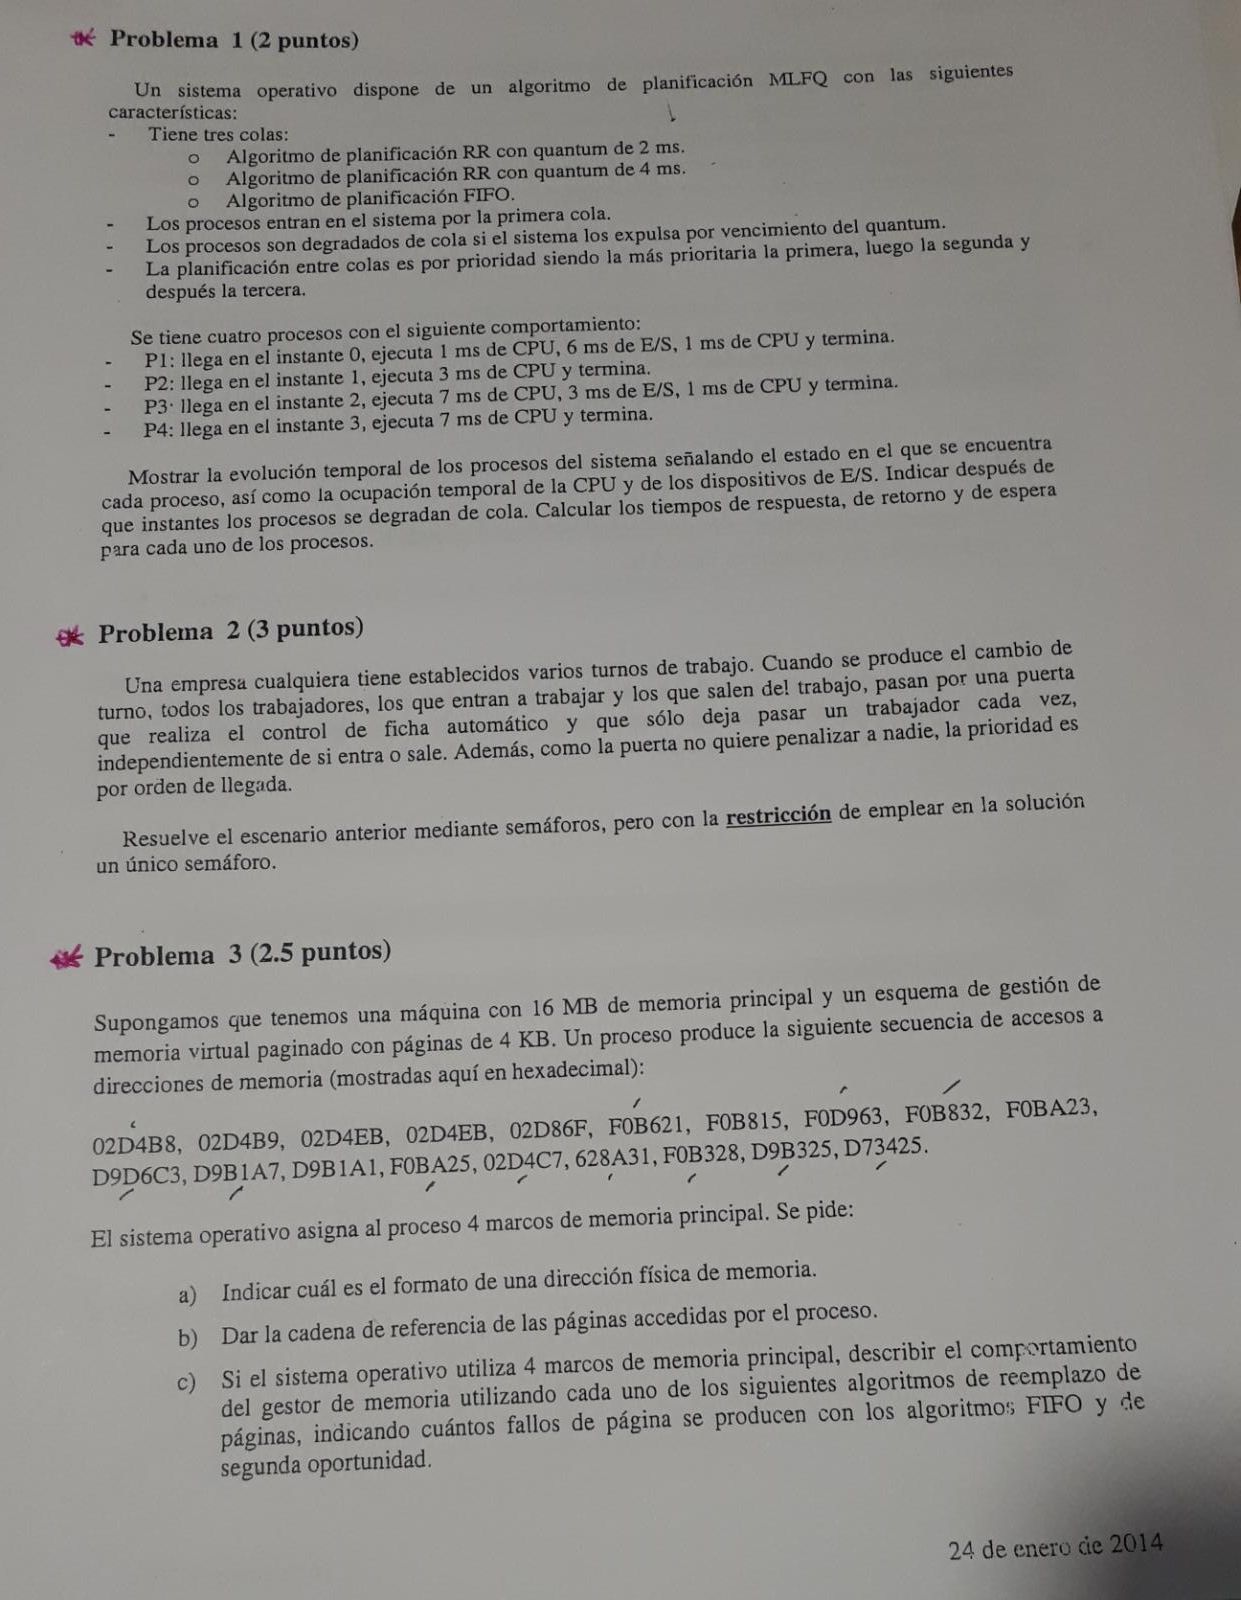 Problema 1 (2 puntos)
Un sistema operativo dispone de un algoritmo de planificación MLFQ con las siguientes
características:
- Tiene tres colas:
o Algoritmo de planificación RR con quantum de 2 ms.
o Algoritmo de planificación RR con quantum de 4 ms.
o Algoritmo de planificación FIFO.
- Los procesos entran en el sistema por la primera cola.
- Los procesos son degradados de cola si el sistema los expulsa por vencimiento del quantum.
- La planificación entre colas es por prioridad siendo la más prioritaria la primera, luego la segunda y
después la tercera.
Se tiene cuatro procesos con el siguiente comportamiento:
- P1: llega en el instante 0, ejecuta 1 ms de CPU, 6 ms de E/S, 1 ms de CPU y termina.
- P2: llega en el instante 1, ejecuta 3 ms de CPU y termina.
- P3: llega en el instante 2, ejecuta 7 ms de CPU, 3 ms de E/S, 1 ms de CPU y termina.
- P4: llega en el instante 3, ejecuta 7 ms de CPU y termina.
Mostrar la evolución temporal de los procesos del sistema señalando el estado en el que se encuentra
cada proceso, así como la ocupación temporal de la CPU y de los dispositivos de E/S. Indicar después de
que instantes los procesos se degradan de cola. Calcular los tiempos de respuesta, de retorno y de espera
para cada uno de los procesos.
Problema 2 (3 puntos)
Una empresa cualquiera tiene establecidos varios turnos de trabajo. Cuando se produce el cambio de
turno, todos los trabajadores, los que entran a trabajar y los que salen del trabajo, pasan por una puerta
que realiza el control de ficha automático y que sólo deja pasar un trabajador cada vez,
independientemente de si entra o sale. Además, como la puerta no quiere penalizar a nadie, la prioridad es
por orden de llegada.
Resuelve el escenario anterior mediante semáforos, pero con la restricción de emplear en la solución
un único semáforo.
Problema 3 (2.5 puntos)
Supongamos que tenemos una máquina con 16 MB de memoria principal y un esquema de gestión de
memoria virtual paginado con páginas de 4 KB. Un proceso produce la siguiente secuencia de accesos a
direcciones de memoria (mostradas aquí en hexadecimal):
02D4B8, 02D4B9, 02D4EB, 02D4EB, 02D86F, F0B621, F0B815, F0D963, F0B832, F0BA23,
D9D6C3, D9B1A7, D9B1A1, F0BA25, 02D4C7, 628A31, F0B328, D9B325, D73425.
El sistema operativo asigna al proceso 4 marcos de memoria principal. Se pide:
a) Indicar cuál es el formato de una dirección física de memoria.
b) Dar la cadena de referencia de las páginas accedidas por el proceso.
c) Si el sistema operativo utiliza 4 marcos de memoria principal, describir el comportamiento
del gestor de memoria utilizando cada uno de los siguientes algoritmos de reemplazo de
páginas, indicando cuántos fallos de página se producen con los algoritmos FIFO y de
segunda oportunidad.
24 de enero de 2014